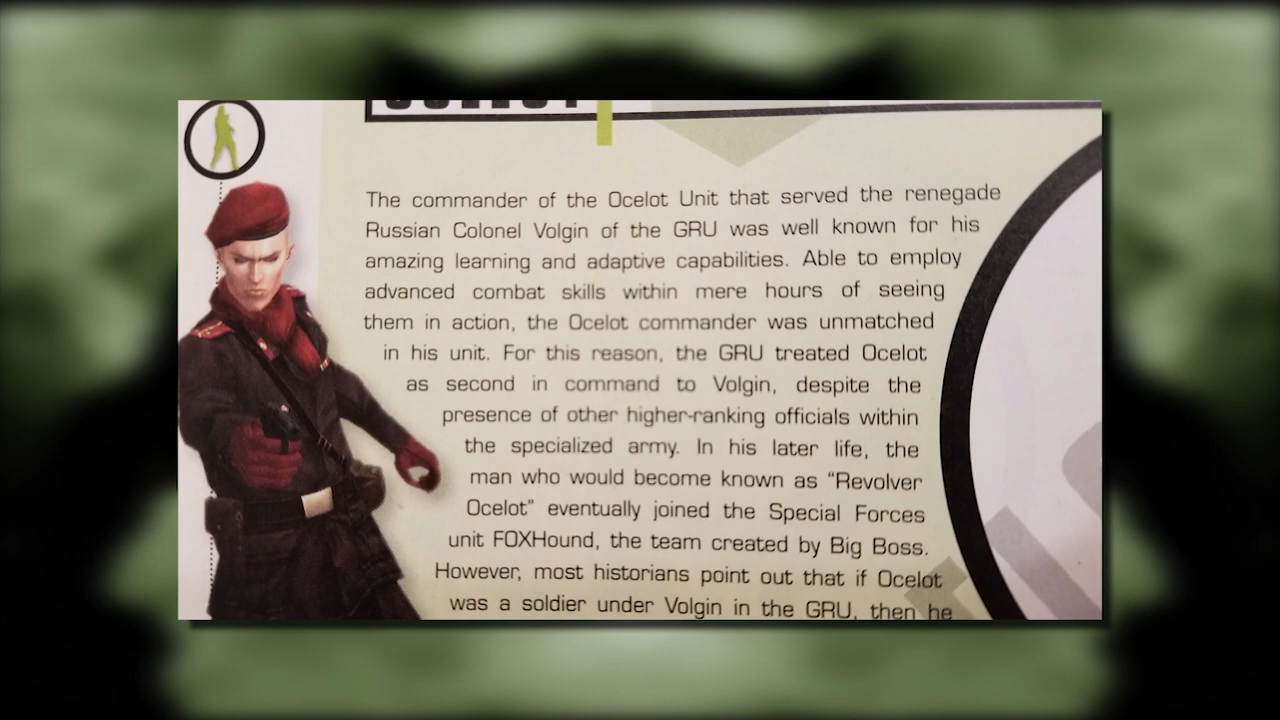 The commander of the Ocelot Unit that served the renegade
Russian Colonel Volgin of the GRU was well known for his
amazing learning and adaptive capabilities. Able to employ
advanced combat skills within mere hours of seeing
them in action, the Ocelot commander was unmatched
in his unit. For this reason, the GRU treated Ocelot
as second in command to Volgin, despite the
presence of other higher-ranking officials within
the specialized army. In his later life, the
man who would become known as “Revolver
Ocelot” eventually joined the Special Forces
unit FOXHound, the team created by Big Boss.
However, most historians point out that if Ocelot
was a soldier under Volgin in the GRU, then he